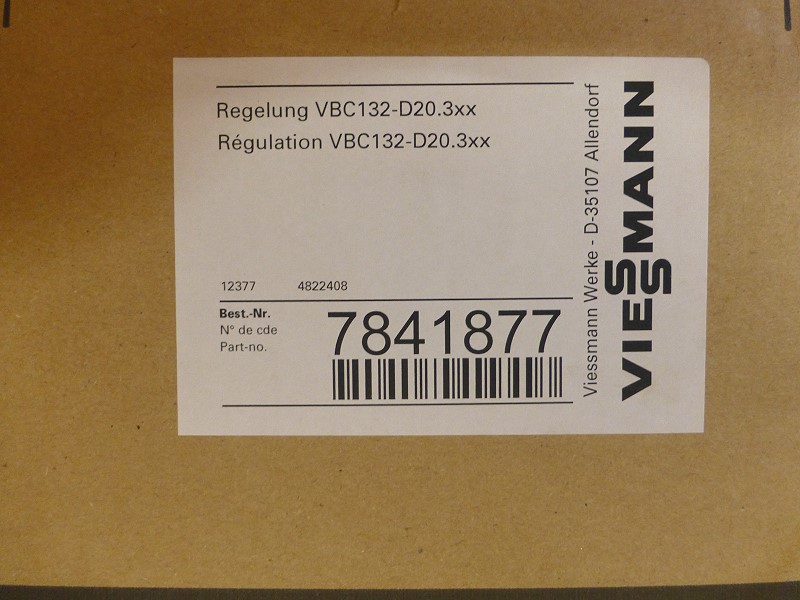 Regelung VBC132-D20.3xx
Régulation VBC132-D20.3xx
12377 4822408
Best.-Nr.
N° de cde
Part-no.
7841877
Viessmann Werke - D-35107 Allendorf
VIESSMANN